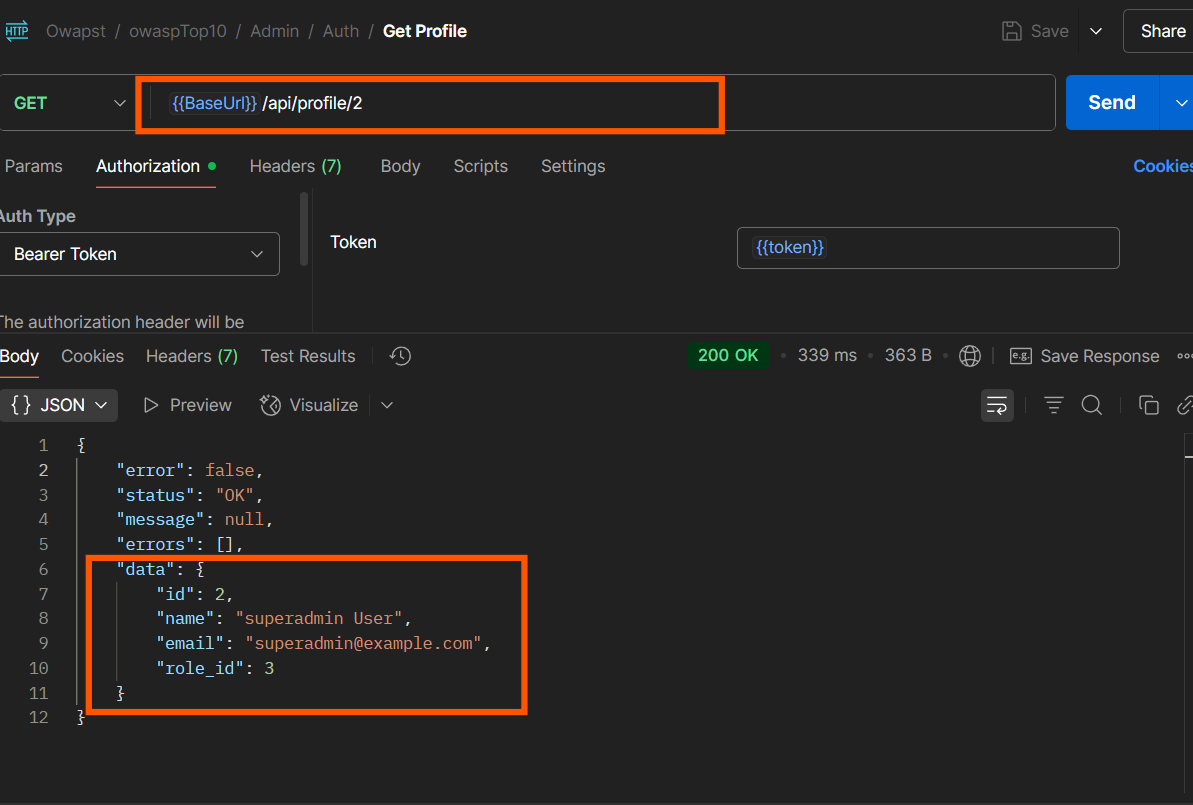 HTTP Owapst / owaspTop10 / Admin / Auth / Get Profile Save Share
GET {{BaseUrl}} /api/profile/2 Send
Params Authorization Headers (7) Body Scripts Settings Cookies
Auth Type
Bearer Token
Token {{token}}
The authorization header will be
Body Cookies Headers (7) Test Results 200 OK • 339 ms • 363 B • e.g. Save Response
{} JSON Preview Visualize
1 {
2 "error": false,
3 "status": "OK",
4 "message": null,
5 "errors": [],
6 "data": {
7 "id": 2,
8 "name": "superadmin User",
9 "email": "superadmin@example.com",
10 "role_id": 3
11 }
12 }